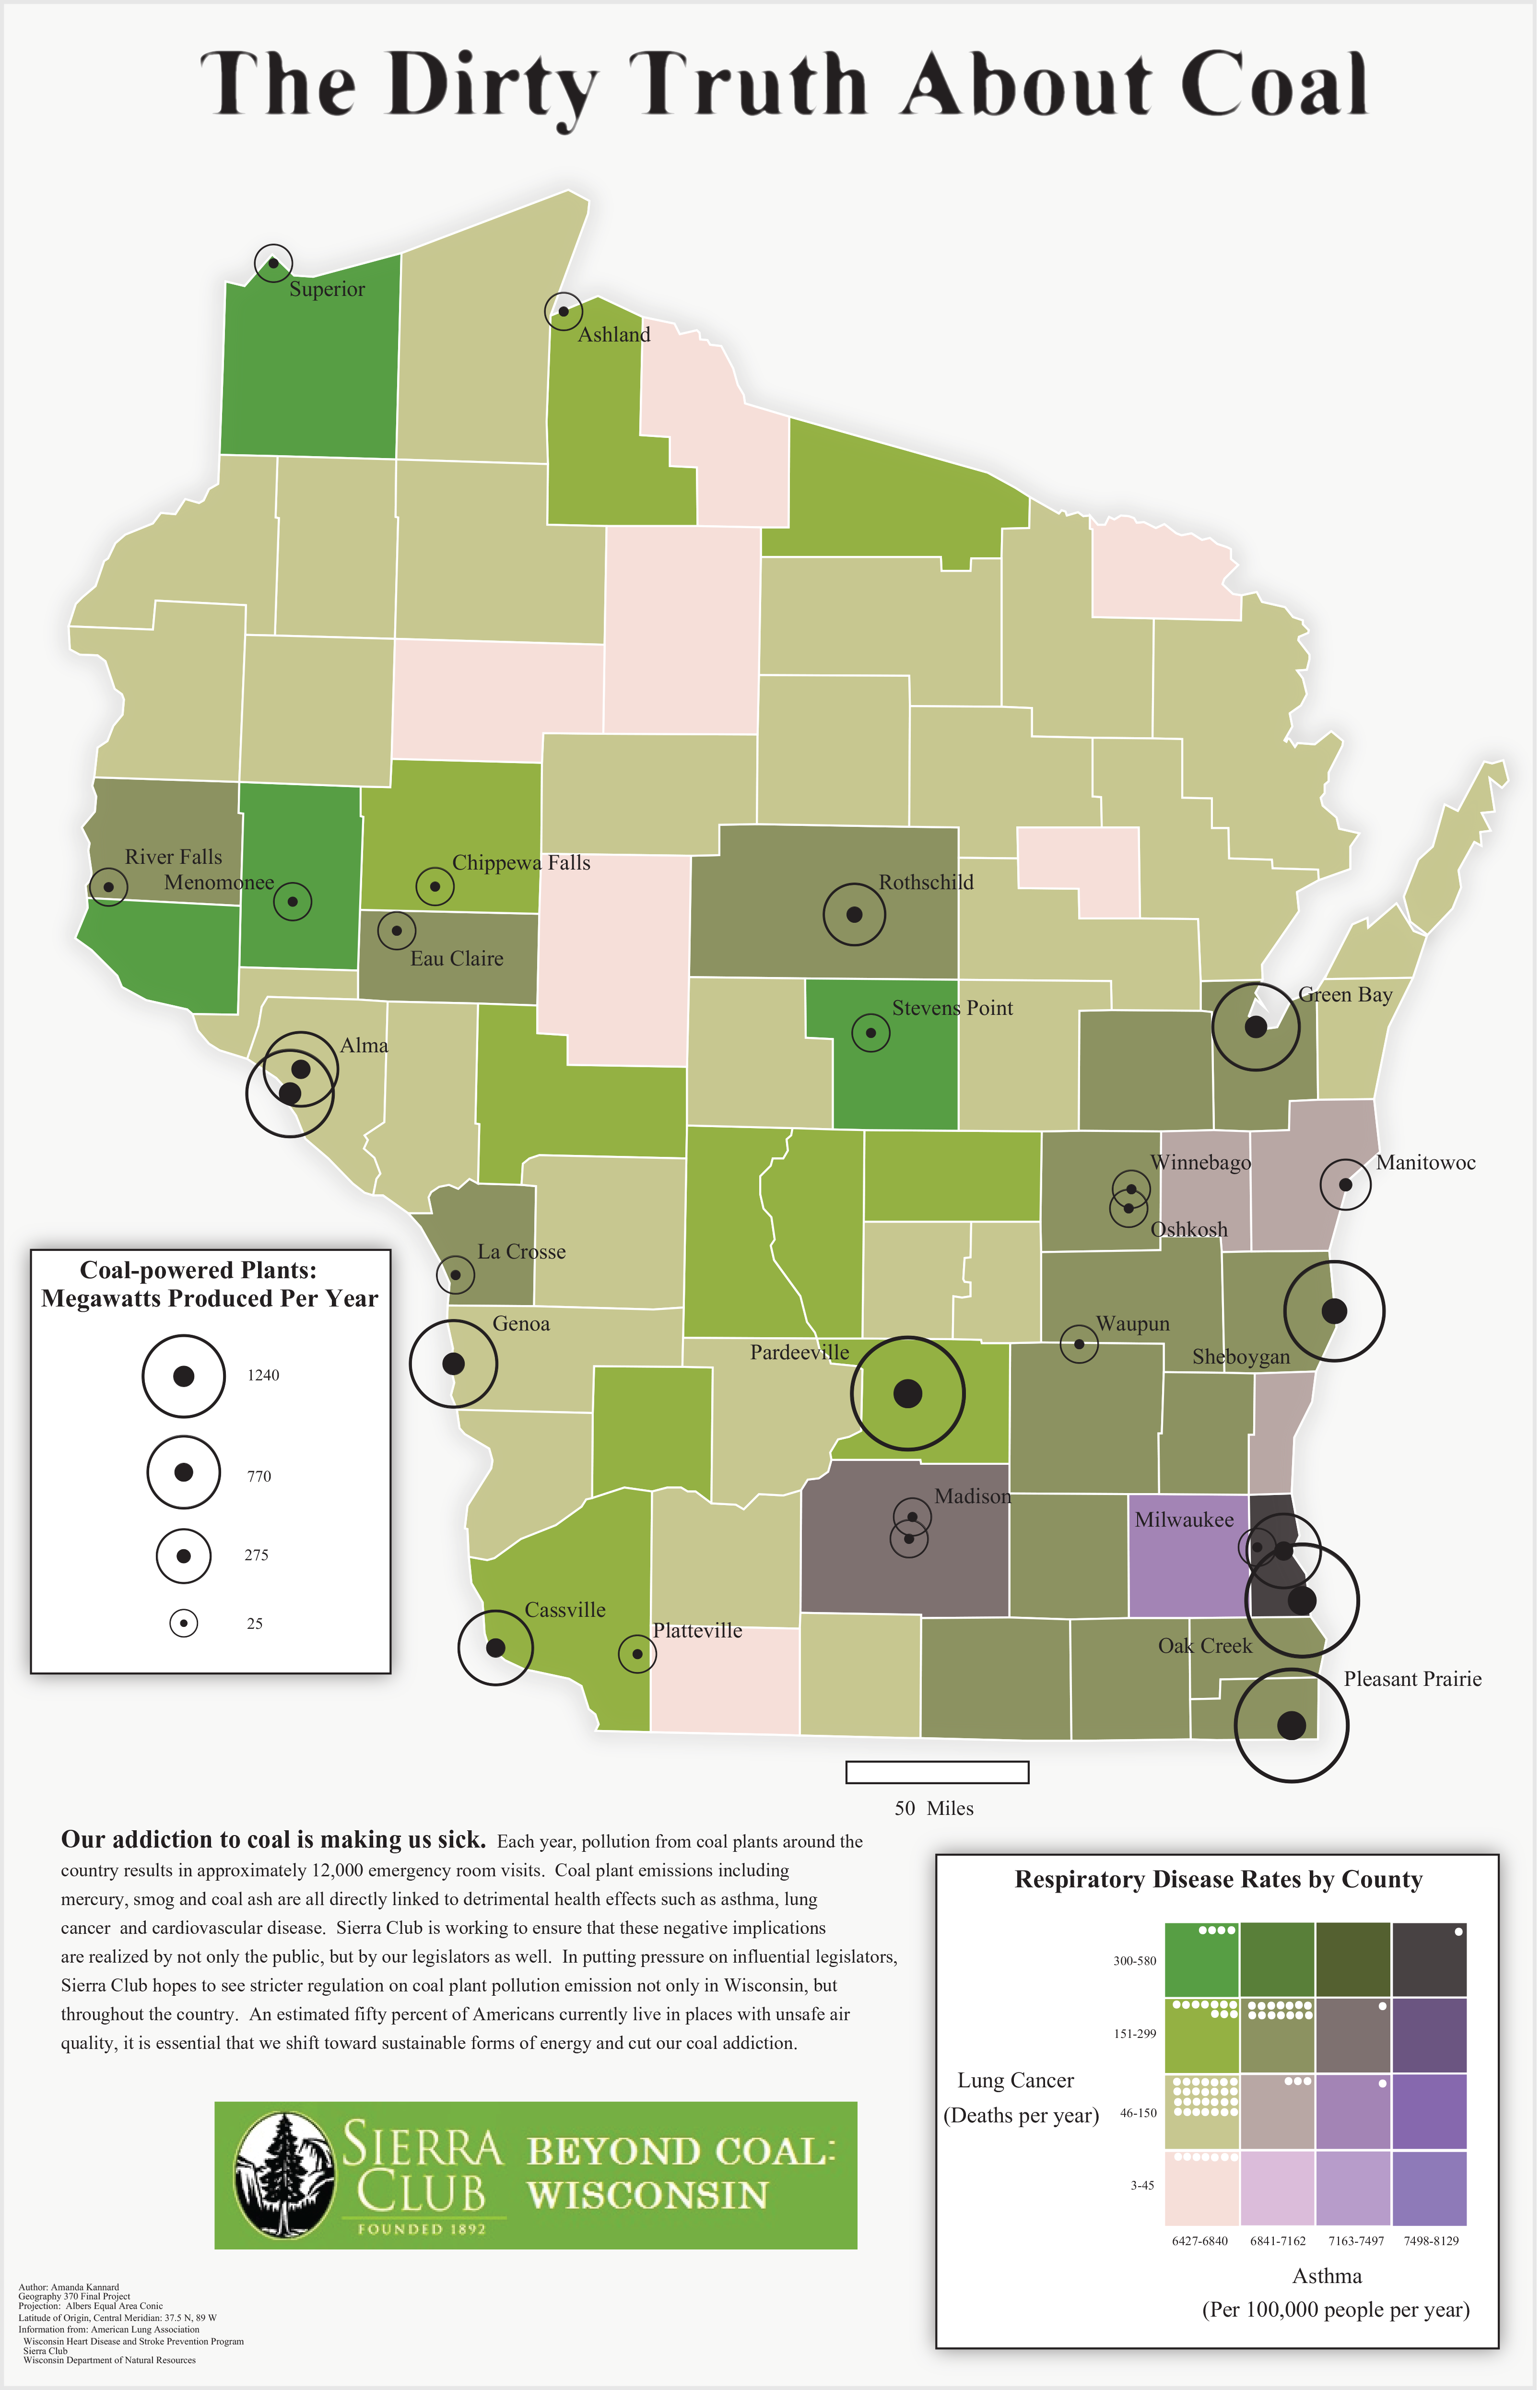 The Dirty Truth About Coal
Superior
Ashland
River Falls
Menomonee
Chippewa Falls
Eau Claire
Rothschild
Stevens Point
Green Bay
Alma
Winnebago
Manitowoc
Oshkosh
La Crosse
Genoa
Waupun
Pardeeville
Sheboygan
Madison
Milwaukee
Cassville
Platteville
Oak Creek
Pleasant Prairie
Coal-powered Plants:
Megawatts Produced Per Year
1240
770
275
25
50 Miles
Our addiction to coal is making us sick. Each year, pollution from coal plants around the
country results in approximately 12,000 emergency room visits. Coal plant emissions including
mercury, smog and coal ash are all directly linked to detrimental health effects such as asthma, lung
cancer and cardiovascular disease. Sierra Club is working to ensure that these negative implications
are realized by not only the public, but by our legislators as well. In putting pressure on influential legislators,
Sierra Club hopes to see stricter regulation on coal plant pollution emission not only in Wisconsin, but
throughout the country. An estimated fifty percent of Americans currently live in places with unsafe air
quality, it is essential that we shift toward sustainable forms of energy and cut our coal addiction.
SIERRA
CLUB
FOUNDED 1892
BEYOND COAL:
WISCONSIN
Respiratory Disease Rates by County
300-580
151-299
46-150
3-45
Lung Cancer
(Deaths per year)
6427-6840 6841-7162 7163-7497 7498-8129
Asthma
(Per 100,000 people per year)
Author: Amanda Kannard
Geography 370 Final Project
Projection: Albers Equal Area Conic
Latitude of Origin, Central Meridian: 37.5 N, 89 W
Information from: American Lung Association
Wisconsin Heart Disease and Stroke Prevention Program
Sierra Club
Wisconsin Department of Natural Resources